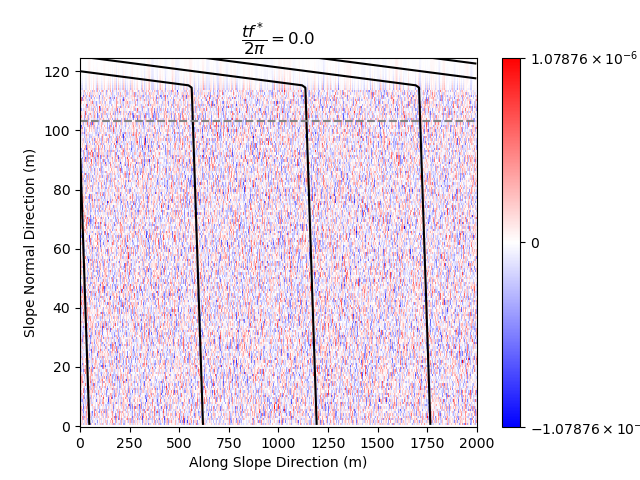 tf* / 2π = 0.0
Slope Normal Direction (m)
120
100
80
60
40
20
0
0 250 500 750 1000 1250 1500 1750 2000
Along Slope Direction (m)
1.07876 × 10⁻⁶
0
−1.07876 × 10⁻